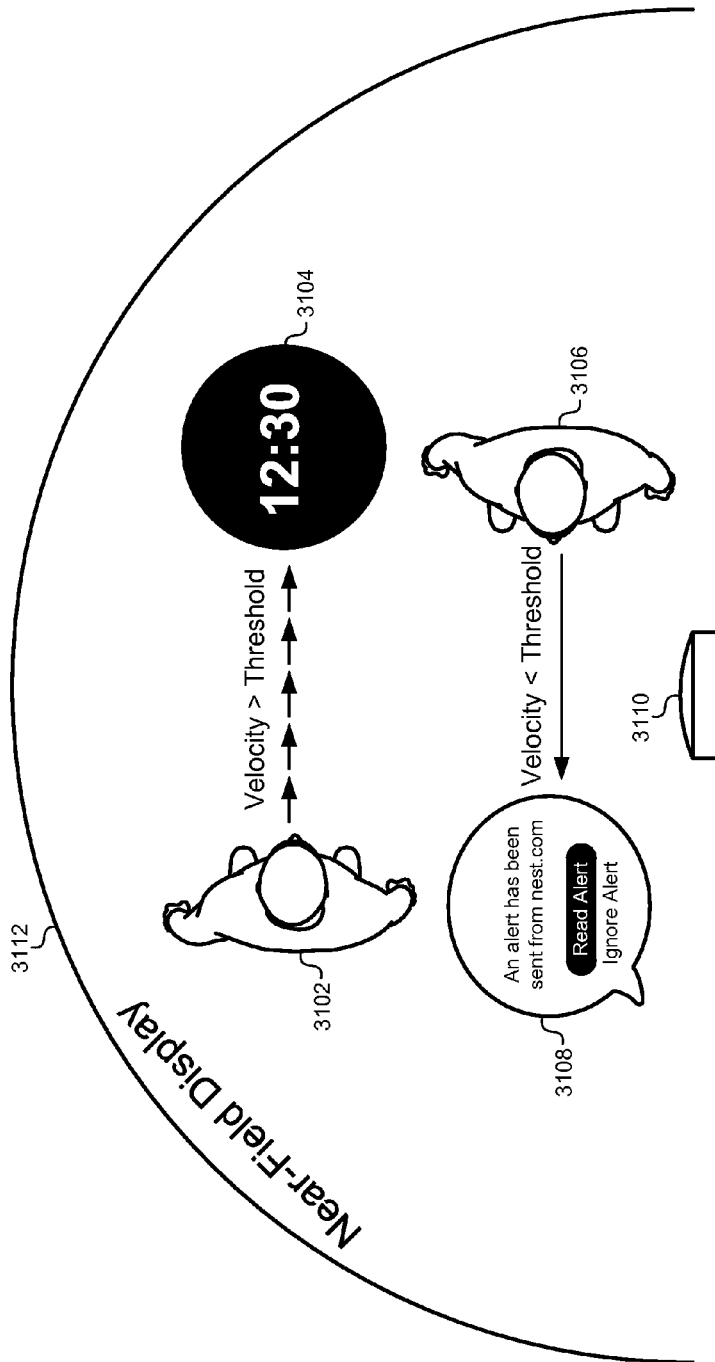 3112
Near-Field Display
3102
Velocity > Threshold
12:30
3104
3108
An alert has been
sent from nest.com
Read Alert
Ignore Alert
Velocity < Threshold
3106
3110